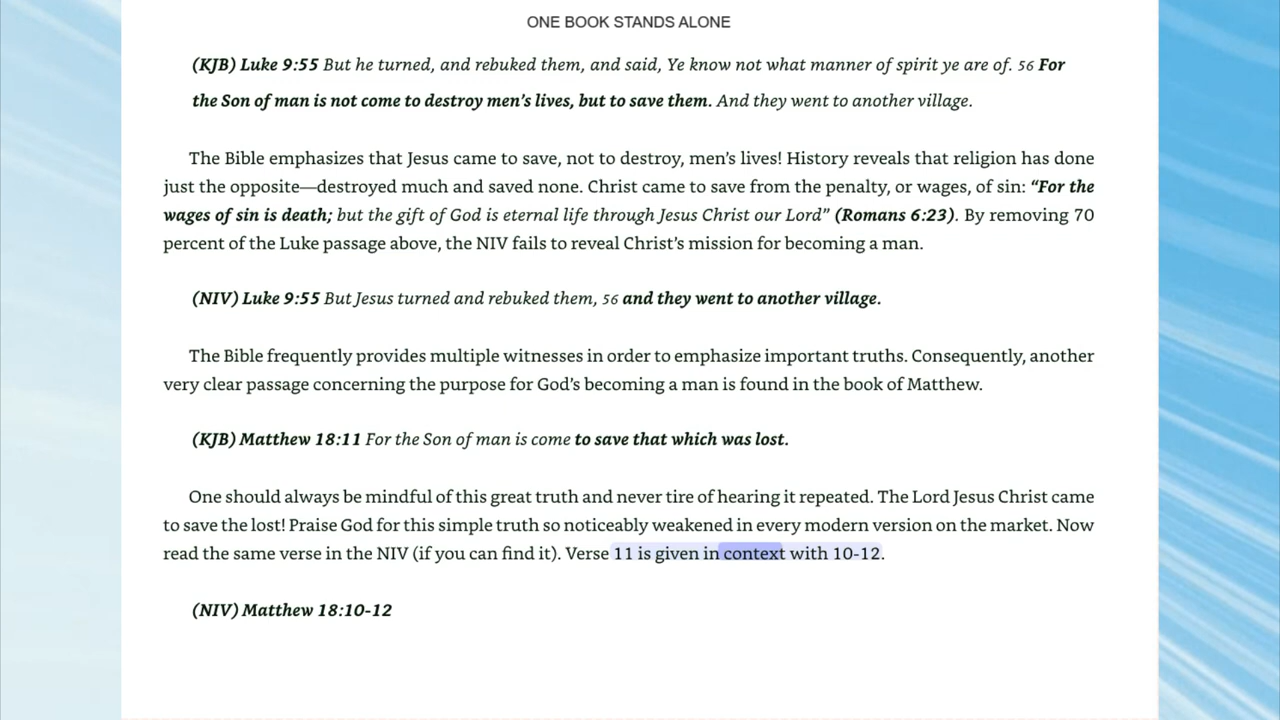 ONE BOOK STANDS ALONE
(KJB) Luke 9:55 But he turned, and rebuked them, and said, Ye know not what manner of spirit ye are of. 56 For
the Son of man is not come to destroy men’s lives, but to save them. And they went to another village.
The Bible emphasizes that Jesus came to save, not to destroy, men’s lives! History reveals that religion has done
just the opposite—destroyed much and saved none. Christ came to save from the penalty, or wages, of sin: “For the
wages of sin is death; but the gift of God is eternal life through Jesus Christ our Lord” (Romans 6:23). By removing 70
percent of the Luke passage above, the NIV fails to reveal Christ’s mission for becoming a man.
(NIV) Luke 9:55 But Jesus turned and rebuked them, 56 and they went to another village.
The Bible frequently provides multiple witnesses in order to emphasize important truths. Consequently, another
very clear passage concerning the purpose for God’s becoming a man is found in the book of Matthew.
(KJB) Matthew 18:11 For the Son of man is come to save that which was lost.
One should always be mindful of this great truth and never tire of hearing it repeated. The Lord Jesus Christ came
to save the lost! Praise God for this simple truth so noticeably weakened in every modern version on the market. Now
read the same verse in the NIV (if you can find it). Verse 11 is given in context with 10-12.
(NIV) Matthew 18:10-12